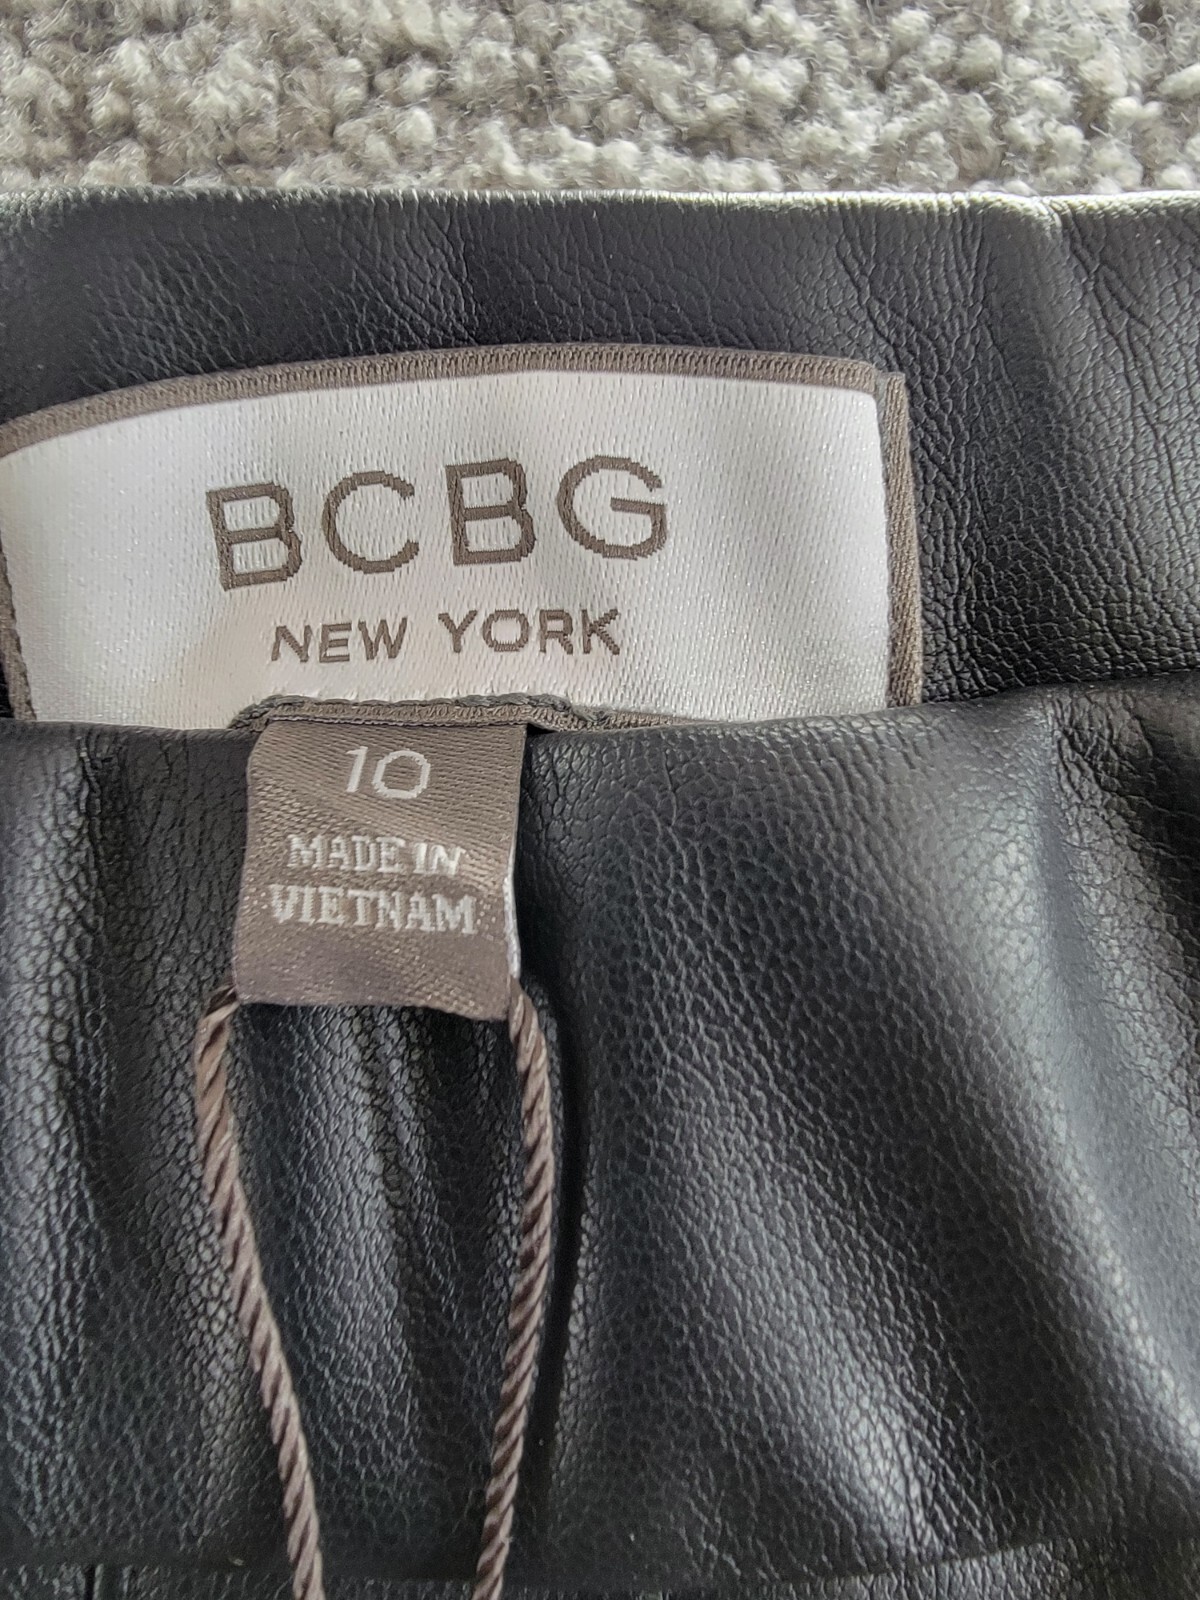 BCBG
NEW YORK
10
MADE IN
VIETNAM